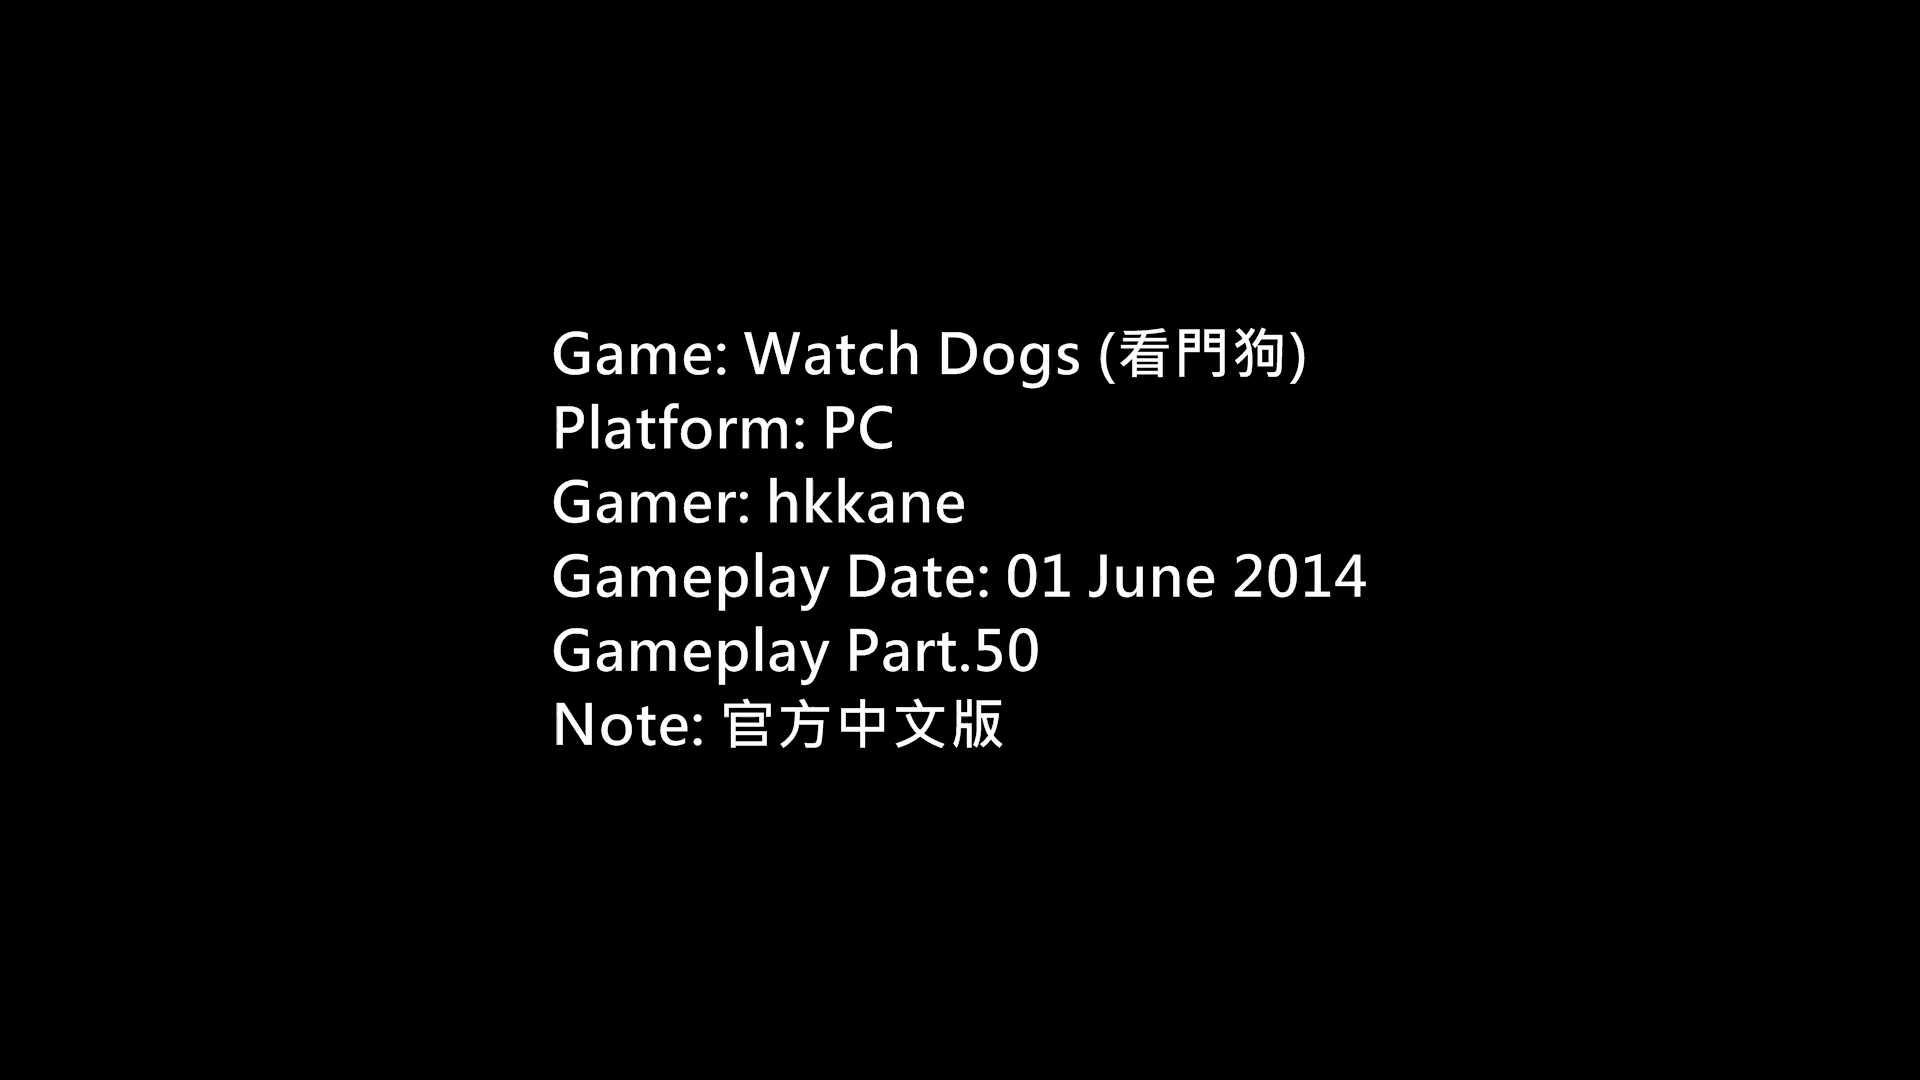 Game: Watch Dogs (看門狗)
Platform: PC
Gamer: hkkane
Gameplay Date: 01 June 2014
Gameplay Part.50
Note: 官方中文版